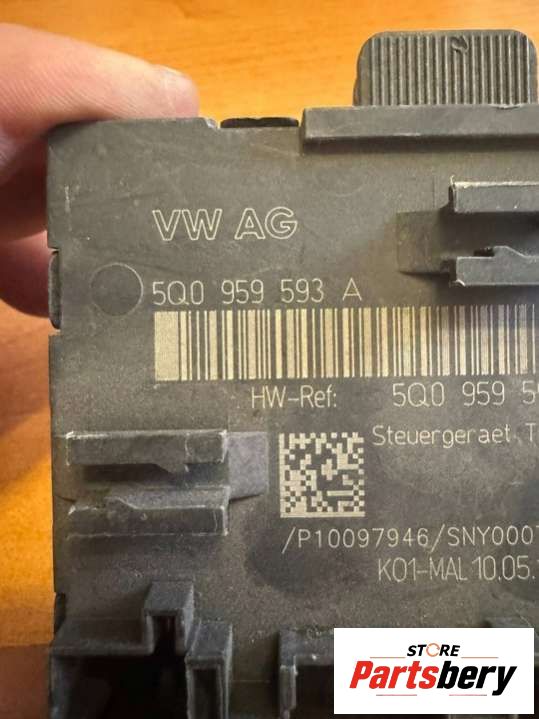 VW AG
5Q0 959 593 A
HW-Ref: 5Q0 959
Steuergeraet
/P10097946/SNY000
K01-MAL 10.05.
STORE
Partsbery